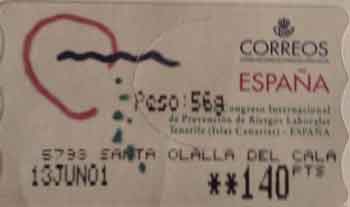 CORREOS
ESPAÑA
Peso:56g
Congreso Internacional
de Prevención de Riesgos Laborales
Tenerife (Islas Canarias) - ESPAÑA
5793 SANTA OLALLA DEL CALA
13JUN01
**140 PTS